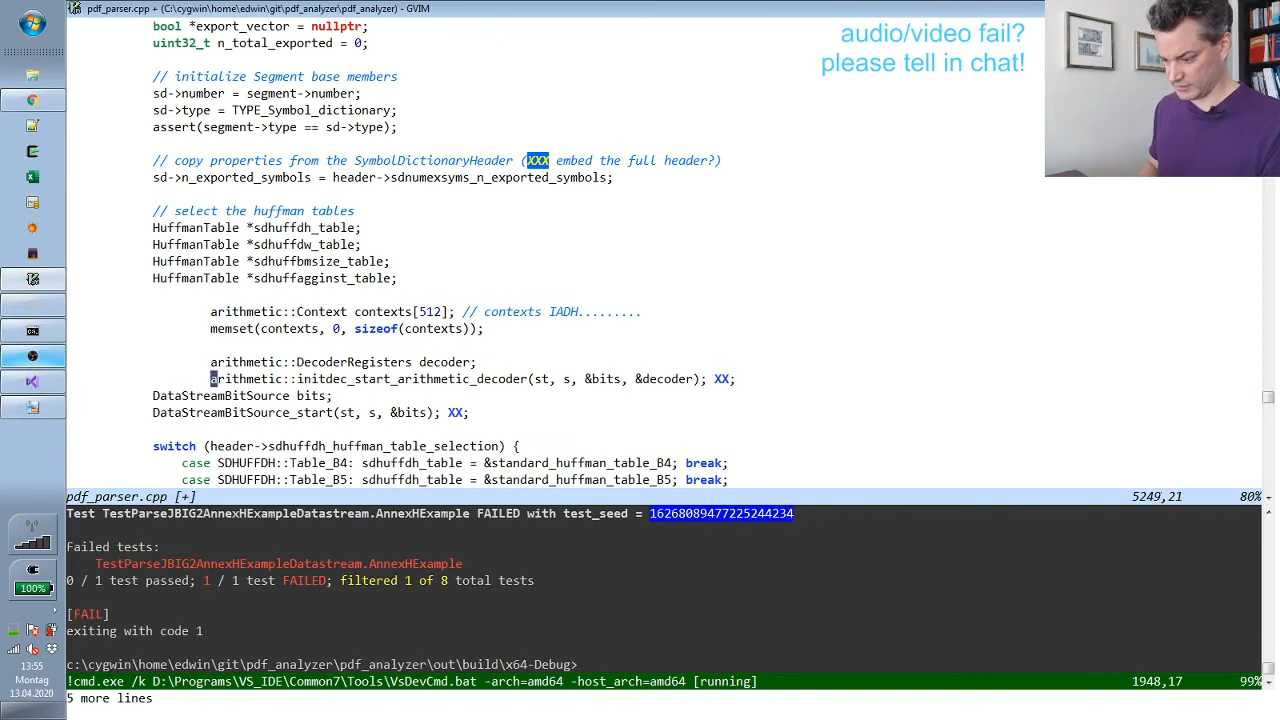 pdf_parser.cpp + (C:\cygwin\home\edwin\git\pdf_analyzer\pdf_analyzer) - GVIM
audio/video fail?
please tell in chat!
bool *export_vector = nullptr;
uint32_t n_total_exported = 0;
// initialize Segment base members
sd->number = segment->number;
sd->type = TYPE_Symbol_dictionary;
assert(segment->type == sd->type);
// copy properties from the SymbolDictionaryHeader (XXX embed the full header?)
sd->n_exported_symbols = header->sdnumexsyms_n_exported_symbols;
// select the huffman tables
HuffmanTable *sdhuffdh_table;
HuffmanTable *sdhuffdw_table;
HuffmanTable *sdhuffbmsize_table;
HuffmanTable *sdhuffagginst_table;
arithmetic::Context contexts[512]; // contexts IADH.........
memset(contexts, 0, sizeof(contexts));
arithmetic::DecoderRegisters decoder;
arithmetic::initdec_start_arithmetic_decoder(st, s, &bits, &decoder); XX;
DataStreamBitSource bits;
DataStreamBitSource_start(st, s, &bits); XX;
switch (header->sdhuffdh_huffman_table_selection) {
case SDHUFFDH::Table_B4: sdhuffdh_table = &standard_huffman_table_B4; break;
case SDHUFFDH::Table_B5: sdhuffdh_table = &standard_huffman_table_B5; break;
pdf_parser.cpp [+] 5249,21 80%
Test TestParseJBIG2AnnexHExampleDatastream.AnnexHExample FAILED with test_seed = 16268089477225244234
Failed tests:
TestParseJBIG2AnnexHExampleDatastream.AnnexHExample
0 / 1 test passed; 1 / 1 test FAILED; filtered 1 of 8 total tests
[FAIL]
exiting with code 1
c:\cygwin\home\edwin\git\pdf_analyzer\pdf_analyzer\out\build\x64-Debug>
!cmd.exe /k D:\Programs\VS_IDE\Common7\Tools\VsDevCmd.bat -arch=amd64 -host_arch=amd64 [running] 1948,17 99%
5 more lines
100%
13:55
Montag
13.04.2020